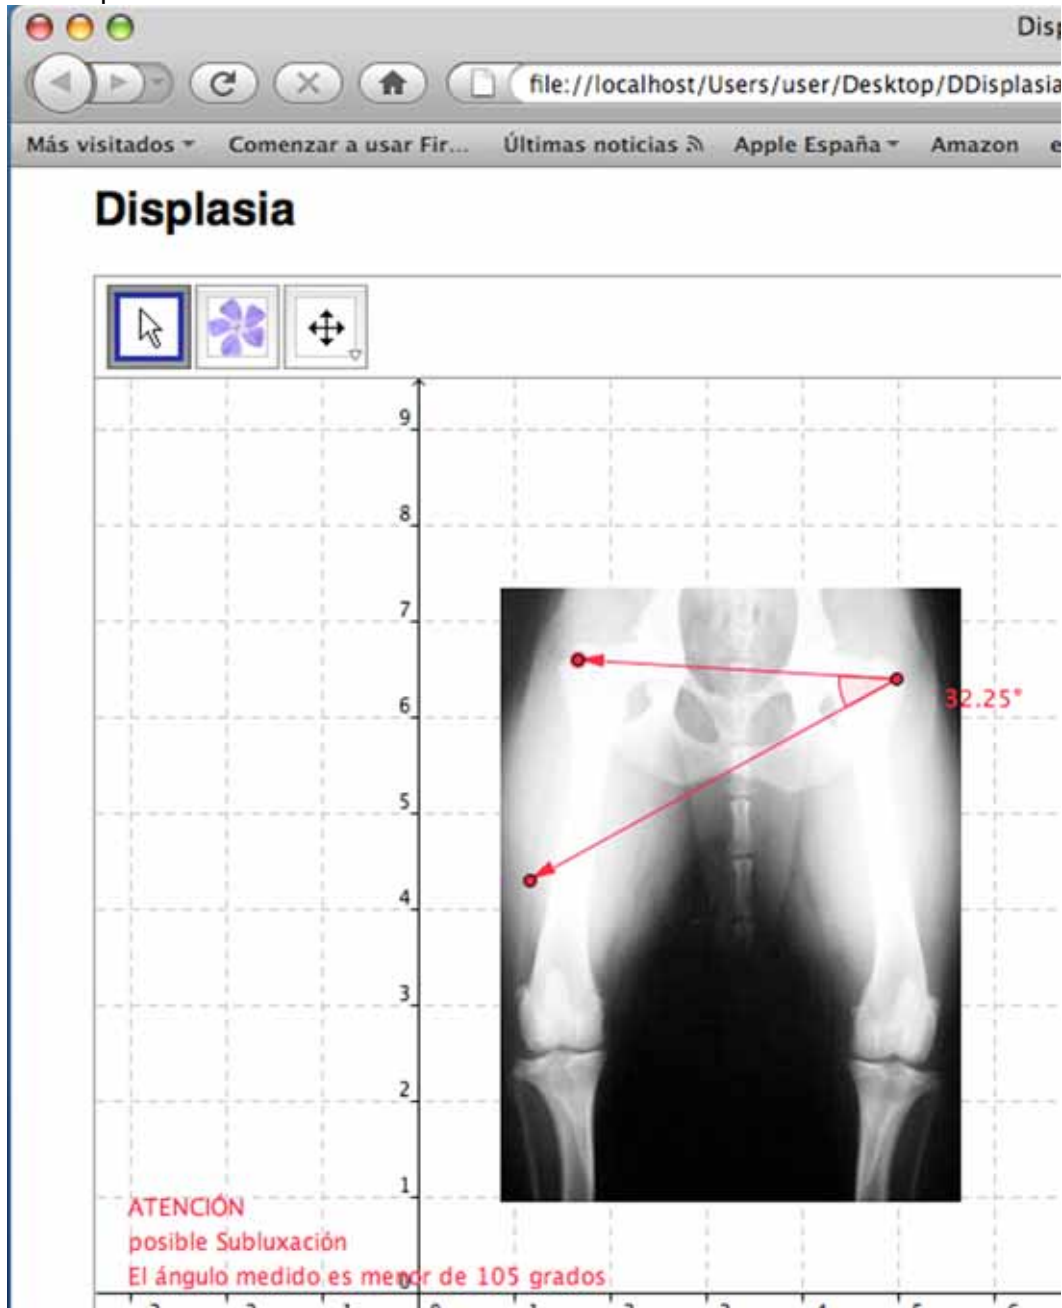 Disp
file://localhost/Users/user/Desktop/DDisplasia
Más visitados Comenzar a usar Fir... Últimas noticias Apple España Amazon e
Displasia
9
8
7
32.25°
6
5
4
3
2
1
ATENCIÓN
posible Subluxación
El ángulo medido es menor de 105 grados
0